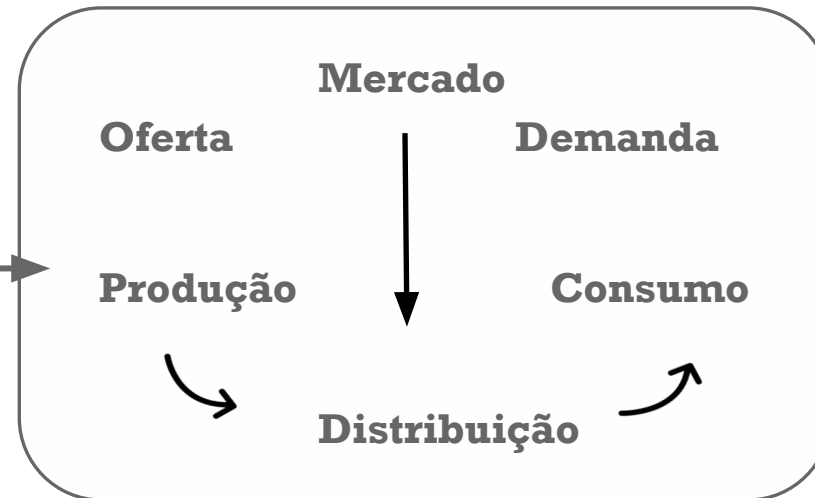 Mercado
Oferta
Demanda
Produção
Consumo
Distribuição